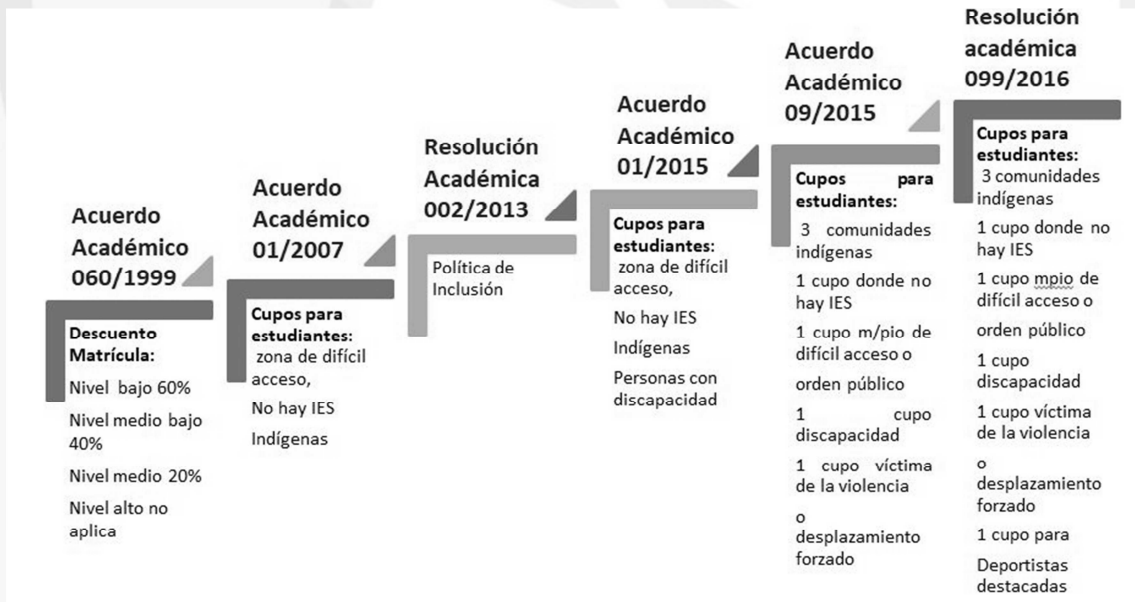 Acuerdo
Académico
060/1999
Descuento
Matrícula:
Nivel bajo 60%
Nivel medio bajo
40%
Nivel medio 20%
Nivel alto no
aplica
Acuerdo
Académico
01/2007
Cupos para
estudiantes:
zona de difícil
acceso,
No hay IES
Indígenas
Resolución
Académica
002/2013
Política de
Inclusión
Acuerdo
Académico
01/2015
Cupos para
estudiantes:
zona de difícil
acceso,
No hay IES
Indígenas
Personas con
discapacidad
Acuerdo
Académico
09/2015
Cupos para
estudiantes:
3 comunidades
indígenas
1 cupo donde no
hay IES
1 cupo m/pio de
difícil acceso o
orden público
1 cupo
discapacidad
1 cupo víctima
de la violencia
o
desplazamiento
forzado
Resolución
académica
099/2016
Cupos para
estudiantes:
3 comunidades
indígenas
1 cupo donde no
hay IES
1 cupo mpio de
difícil acceso o
orden público
1 cupo
discapacidad
1 cupo víctima
de la violencia
o
desplazamiento
forzado
1 cupo para
Deportistas
destacadas